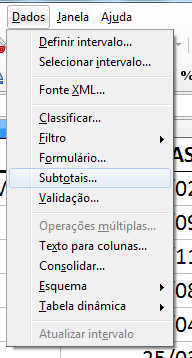 Dados Janela Ajuda
Definir intervalo...
Selecionar intervalo...
Fonte XML...
Classificar...
Filtro
Formulário...
Subtotais...
Validação...
Operações múltiplas...
Texto para colunas...
Consolidar...
Esquema
Tabela dinâmica
Atualizar intervalo
%
AS
02
09
11
08
04
25/03